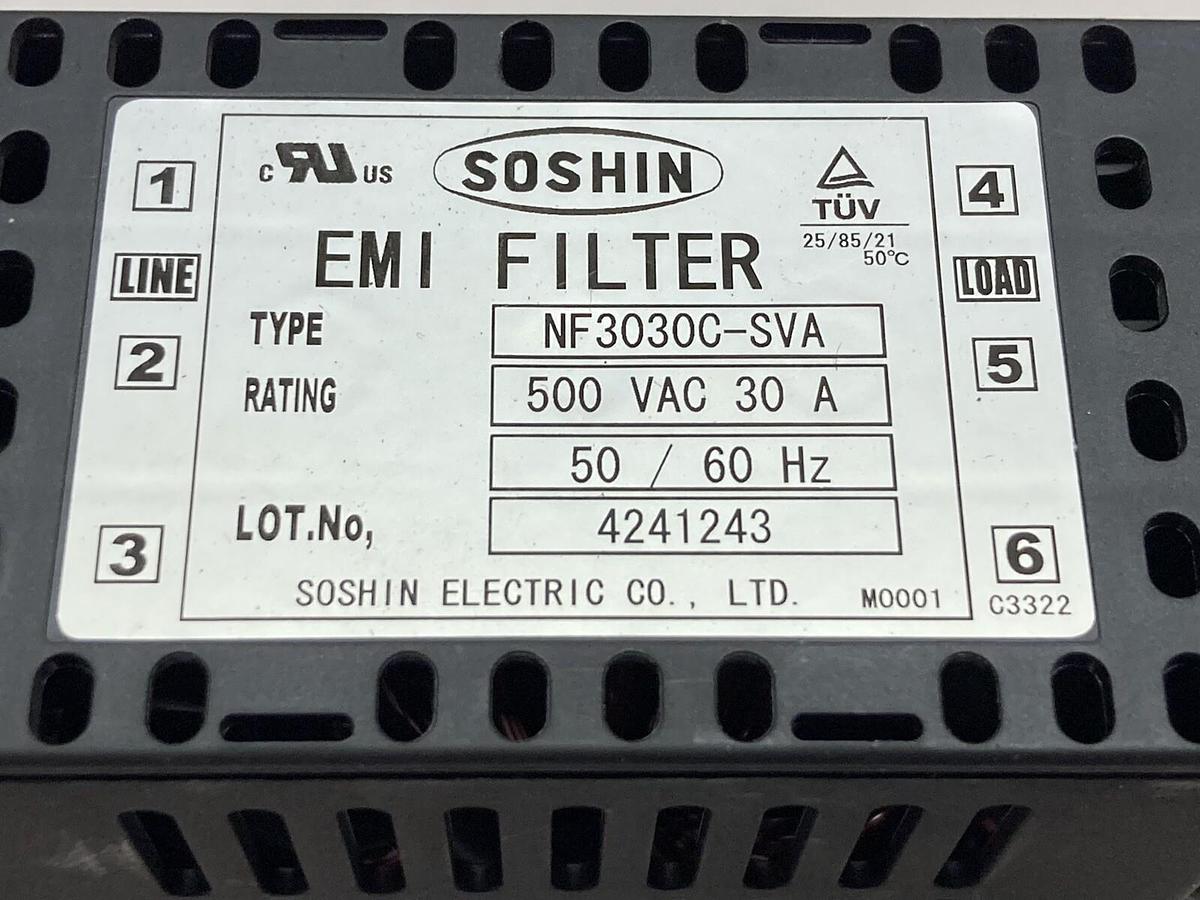 1
c RU US
SOSHIN
TÜV
25/85/21
50℃
4
LINE
EMI FILTER
LOAD
2
TYPE NF3030C-SVA
5
RATING 500 VAC 30 A
50 / 60 Hz
3
LOT.No, 4241243
6
SOSHIN ELECTRIC CO., LTD. M0001
C3322